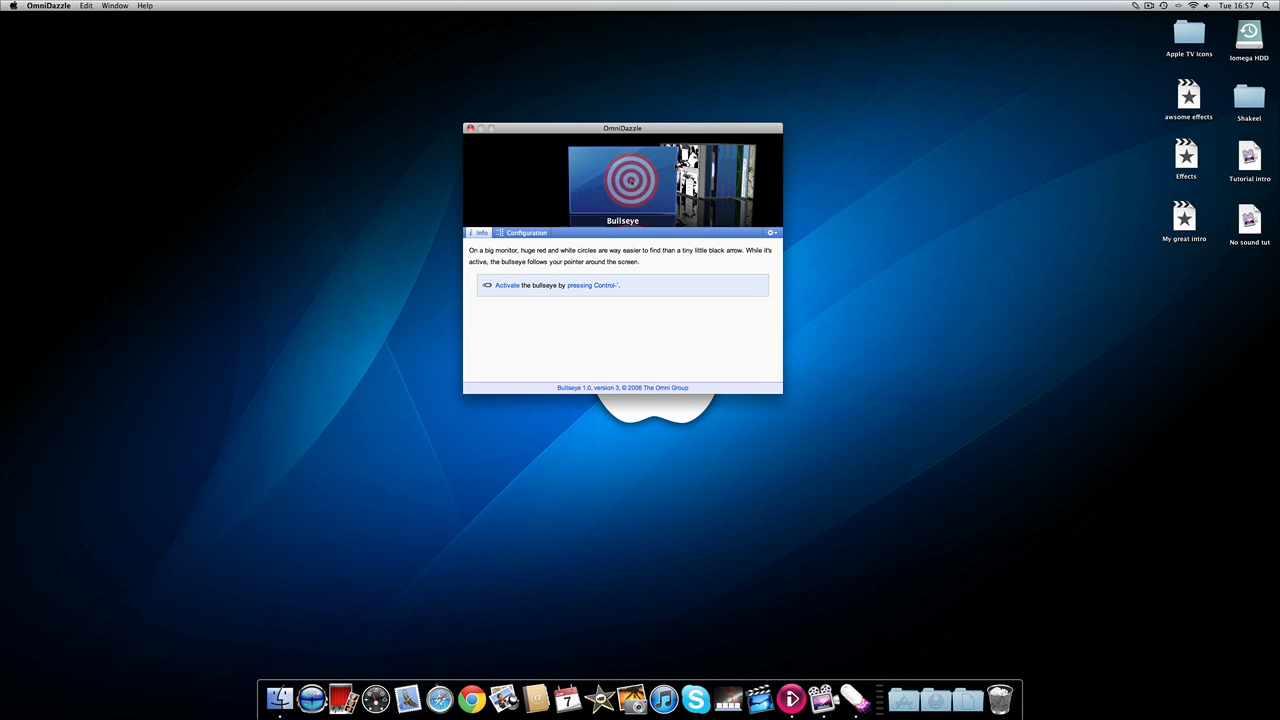 OmniDazzle Edit Window Help Tue 16:57
Apple TV Icons
Iomega HDD
awsome effects
Shakeel
Effects
Tutorial intro
My great intro
No sound tut
OmniDazzle
Bullseye
i Info Configuration
On a big monitor, huge red and white circles are way easier to find than a tiny little black arrow. While it's
active, the bullseye follows your pointer around the screen.
Activate the bullseye by pressing Control-`.
Bullseye 1.0, version 3, © 2006 The Omni Group
7